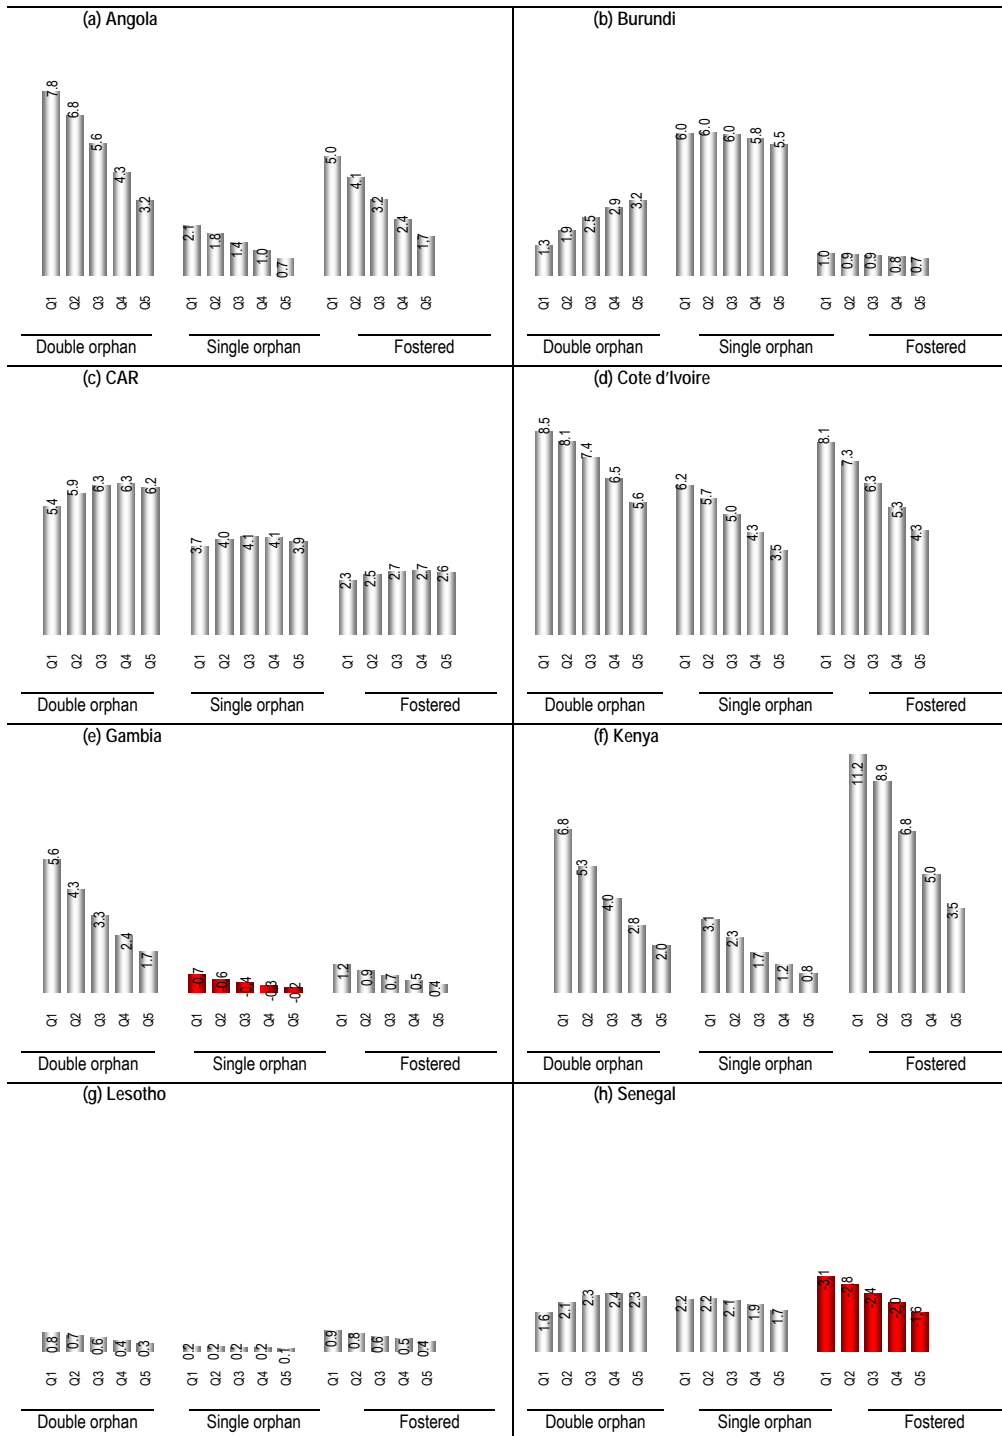 (a) Angola
7.8 6.8 5.6 4.3 3.2 2.1 1.8 1.4 1.0 0.7 5.0 4.1 3.2 2.4 1.7
Q1 Q2 Q3 Q4 Q5 Q1 Q2 Q3 Q4 Q5 Q1 Q2 Q3 Q4 Q5
Double orphan Single orphan Fostered
(b) Burundi
1.3 1.9 2.5 2.9 3.2 6.0 6.0 6.0 5.8 5.5 1.0 0.9 0.9 0.8 0.7
Q1 Q2 Q3 Q4 Q5 Q1 Q2 Q3 Q4 Q5 Q1 Q2 Q3 Q4 Q5
Double orphan Single orphan Fostered
(c) CAR
5.4 5.9 6.3 6.3 6.2 3.7 4.0 4.1 4.1 3.9 2.3 2.5 2.7 2.7 2.6
Q1 Q2 Q3 Q4 Q5 Q1 Q2 Q3 Q4 Q5 Q1 Q2 Q3 Q4 Q5
Double orphan Single orphan Fostered
(d) Cote d'Ivoire
8.5 8.1 7.4 6.5 5.6 6.2 5.7 5.0 4.3 3.5 8.1 7.3 6.3 5.3 4.3
Q1 Q2 Q3 Q4 Q5 Q1 Q2 Q3 Q4 Q5 Q1 Q2 Q3 Q4 Q5
Double orphan Single orphan Fostered
(e) Gambia
5.6 4.3 3.3 2.4 1.7 -0.7 -0.6 -0.4 -0.3 -0.2 1.2 0.9 0.7 0.5 0.4
Q1 Q2 Q3 Q4 Q5 Q1 Q2 Q3 Q4 Q5 Q1 Q2 Q3 Q4 Q5
Double orphan Single orphan Fostered
(f) Kenya
6.8 5.3 4.0 2.8 2.0 3.1 2.3 1.7 1.2 0.8 11.2 8.9 6.8 5.0 3.5
Q1 Q2 Q3 Q4 Q5 Q1 Q2 Q3 Q4 Q5 Q1 Q2 Q3 Q4 Q5
Double orphan Single orphan Fostered
(g) Lesotho
0.8 0.7 0.6 0.4 0.3 0.2 0.2 0.2 0.2 0.1 0.9 0.8 0.6 0.5 0.4
Q1 Q2 Q3 Q4 Q5 Q1 Q2 Q3 Q4 Q5 Q1 Q2 Q3 Q4 Q5
Double orphan Single orphan Fostered
(h) Senegal
1.6 2.1 2.3 2.4 2.3 2.2 2.2 2.1 1.9 1.7 -3.1 -2.8 -2.4 -2.0 -1.6
Q1 Q2 Q3 Q4 Q5 Q1 Q2 Q3 Q4 Q5 Q1 Q2 Q3 Q4 Q5
Double orphan Single orphan Fostered